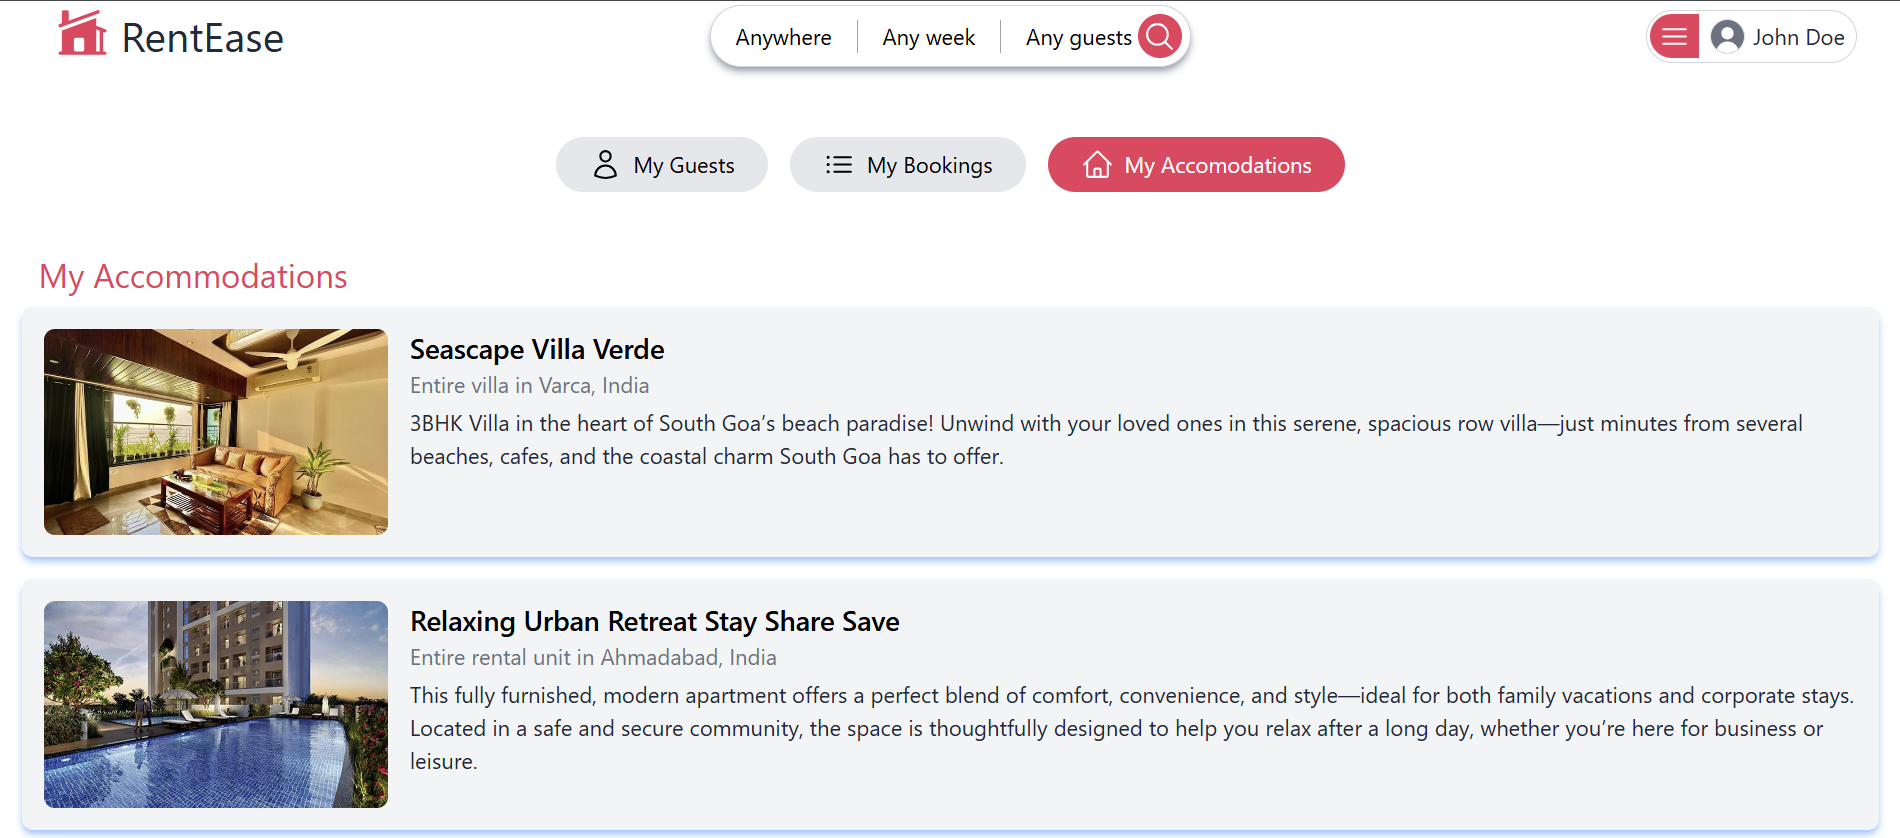 RentEase
Anywhere
Any week
Any guests
John Doe
My Guests
My Bookings
My Accomodations
My Accommodations
Seascape Villa Verde
Entire villa in Varca, India
3BHK Villa in the heart of South Goa’s beach paradise! Unwind with your loved ones in this serene, spacious row villa—just minutes from several
beaches, cafes, and the coastal charm South Goa has to offer.
Relaxing Urban Retreat Stay Share Save
Entire rental unit in Ahmadabad, India
This fully furnished, modern apartment offers a perfect blend of comfort, convenience, and style—ideal for both family vacations and corporate stays.
Located in a safe and secure community, the space is thoughtfully designed to help you relax after a long day, whether you’re here for business or
leisure.